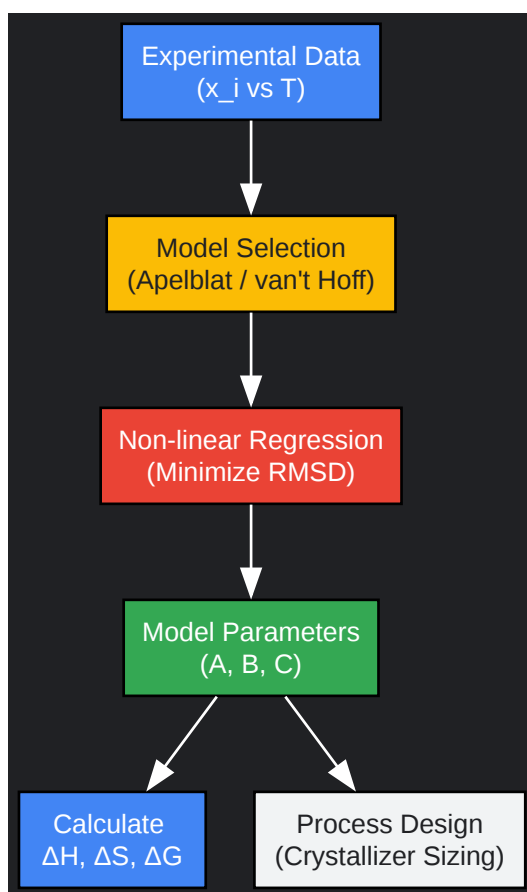 Experimental Data
(x_i vs T)
Model Selection
(Apelblat / van't Hoff)
Non-linear Regression
(Minimize RMSD)
Model Parameters
(A, B, C)
Calculate
ΔH, ΔS, ΔG
Process Design
(Crystallizer Sizing)